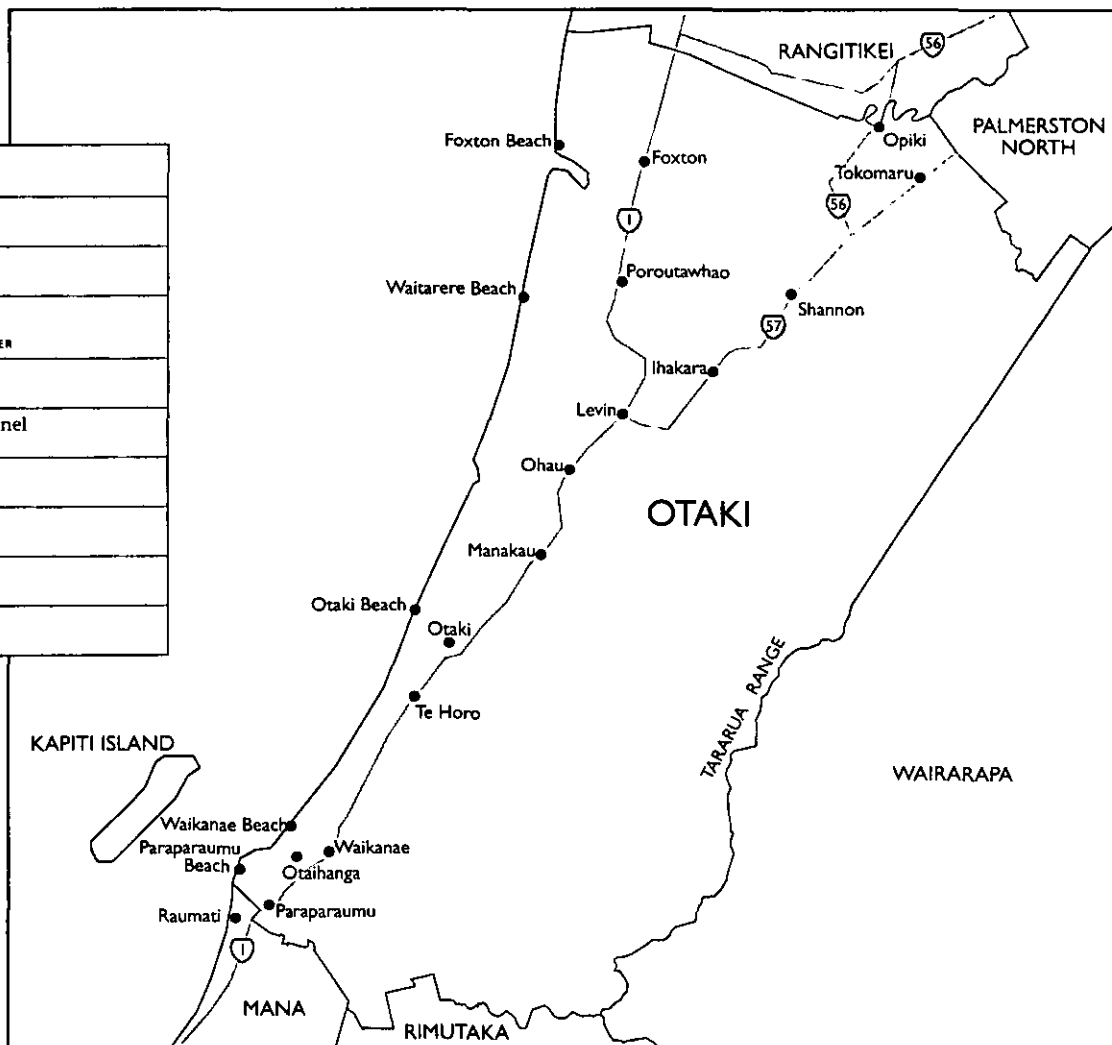 RANGITIKEI
56
PALMERSTON
NORTH
Foxton Beach
Foxton
Opiki
Tokomaru
1
56
Waitarere Beach
Poroutawhao
Shannon
57
Ihakara
ER
Levin
nel
Ohau
OTAKI
Manakau
Otaki Beach
Otaki
Te Horo
TARARUA RANGE
KAPITI ISLAND
WAIRARAPA
Waikanae Beach
Paraparaumu
Beach
Waikanae
Otaihanga
Paraparaumu
Raumati
1
MANA
RIMUTAKA